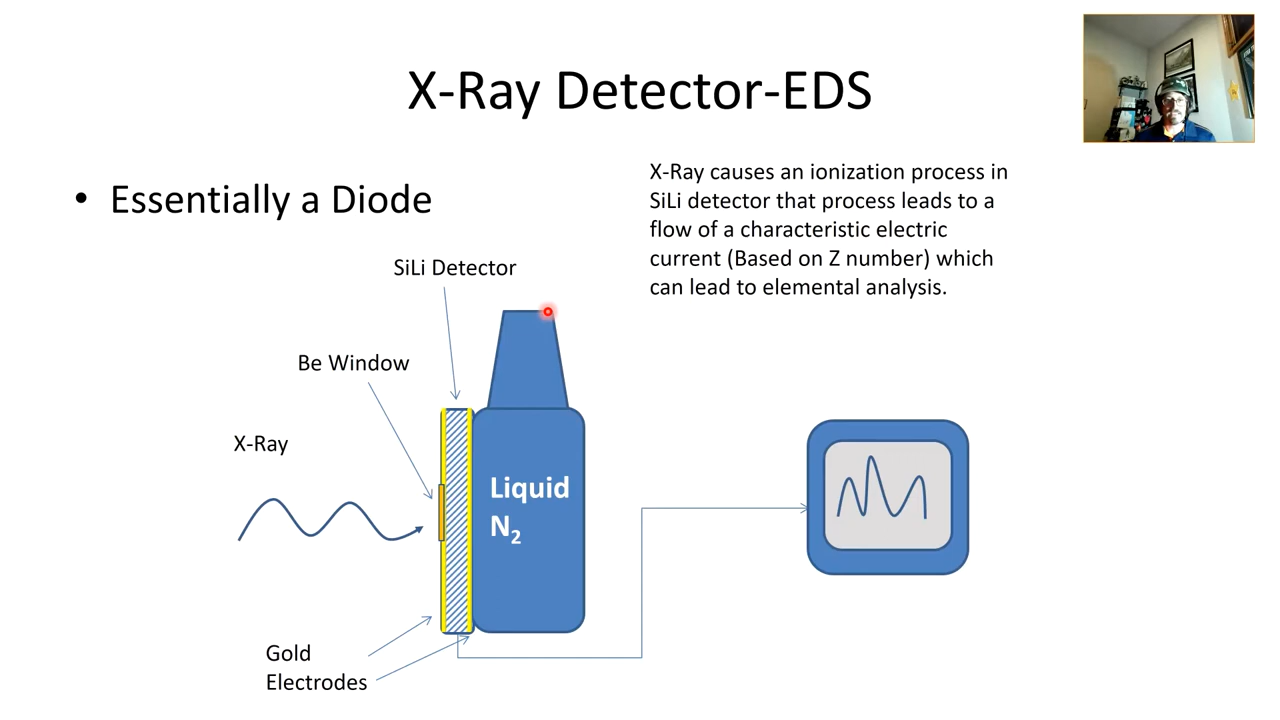 X-Ray Detector-EDS
• Essentially a Diode
X-Ray causes an ionization process in
SiLi detector that process leads to a
flow of a characteristic electric
current (Based on Z number) which
can lead to elemental analysis.
SiLi Detector
Be Window
X-Ray
Liquid
N₂
Gold
Electrodes